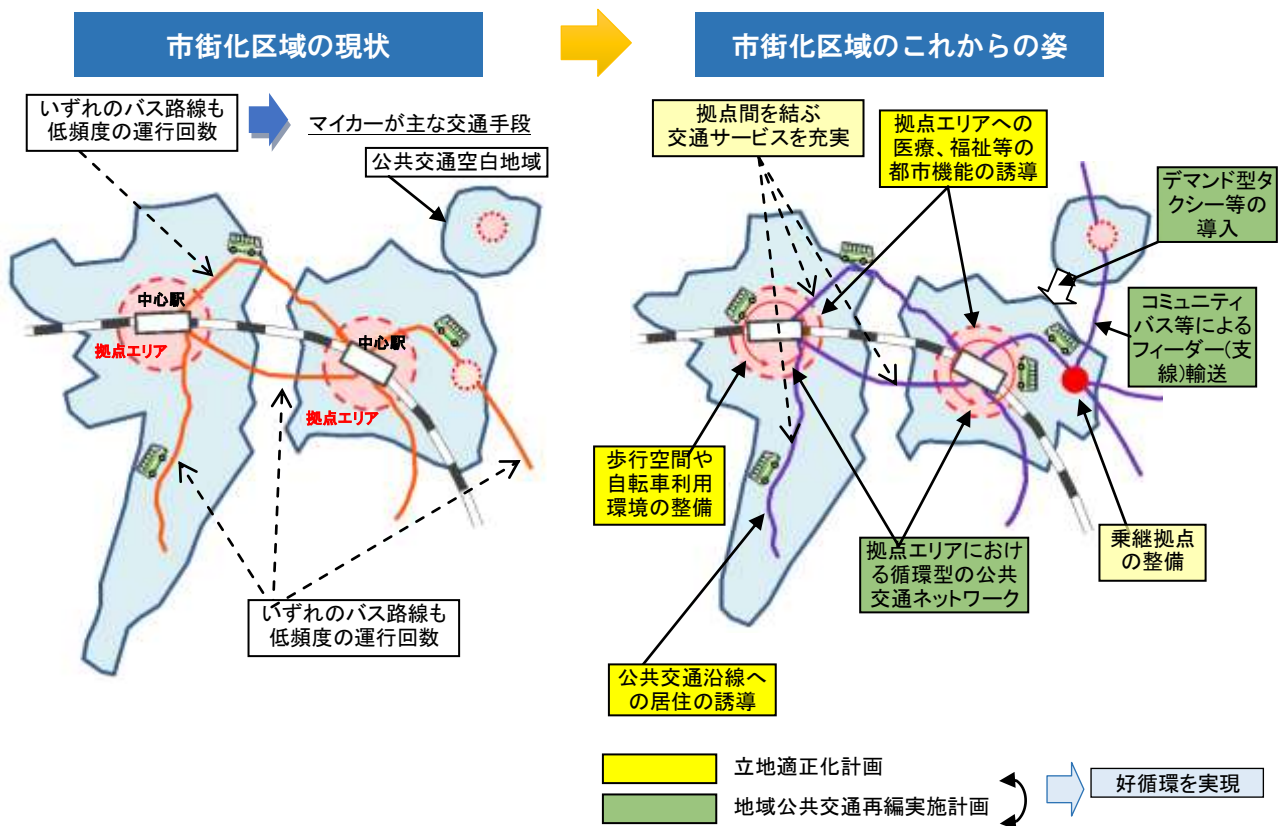 市街化区域の現状
市街化区域のこれからの姿
いずれのバス路線も
低頻度の運行回数
マイカーが主な交通手段
公共交通空白地域
中心駅
拠点エリア
中心駅
拠点エリア
いずれのバス路線も
低頻度の運行回数
拠点間を結ぶ
交通サービスを充実
拠点エリアへの
医療、福祉等の
都市機能の誘導
デマンド型タ
クシー等の
導入
コミュニティ
バス等による
フィーダー(支
線)輸送
歩行空間や
自転車利用
環境の整備
拠点エリアにおけ
る循環型の公共
交通ネットワーク
乗継拠点
の整備
公共交通沿線へ
の居住の誘導
立地適正化計画
地域公共交通再編実施計画
好循環を実現